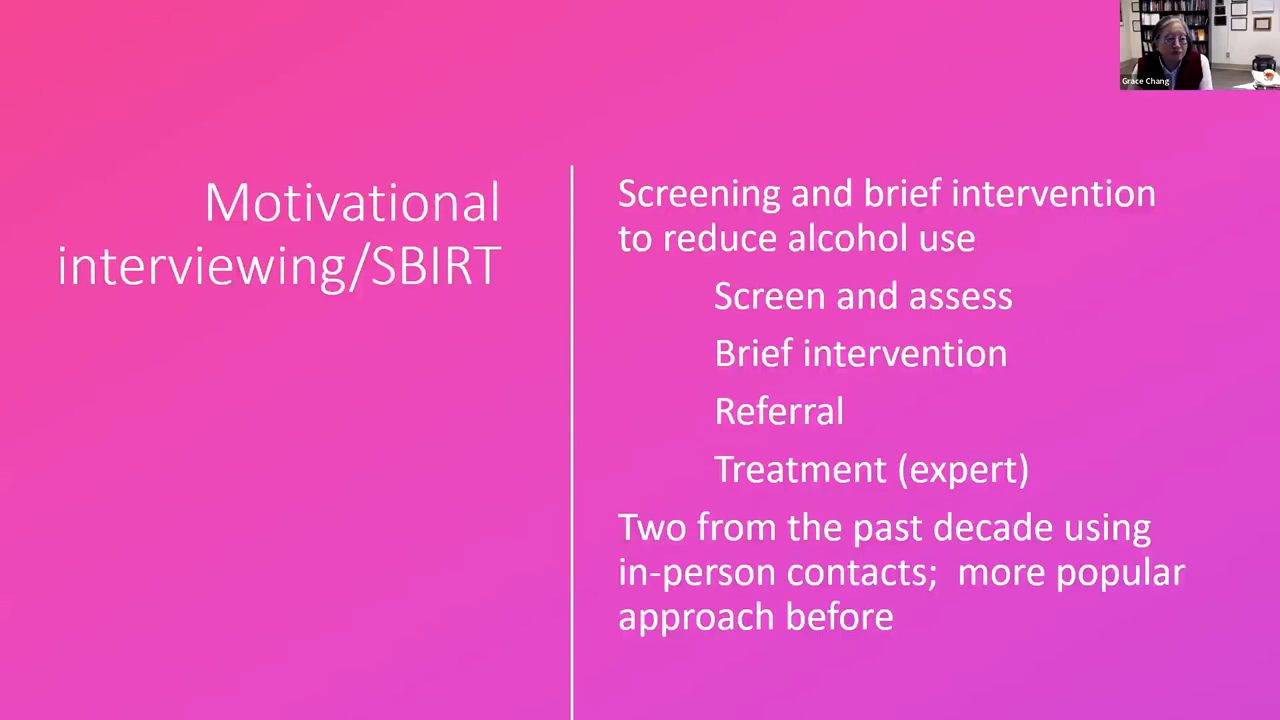 Grace Chang
Motivational
interviewing/SBIRT
Screening and brief intervention
to reduce alcohol use
Screen and assess
Brief intervention
Referral
Treatment (expert)
Two from the past decade using
in-person contacts;  more popular
approach before